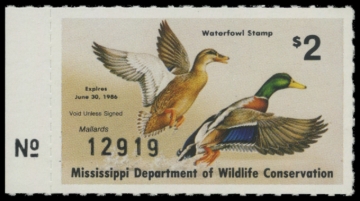 Waterfowl Stamp
$2
Expires
June 30, 1986
Void Unless Signed
Mallards
No 12919
Mississippi Department of Wildlife Conservation